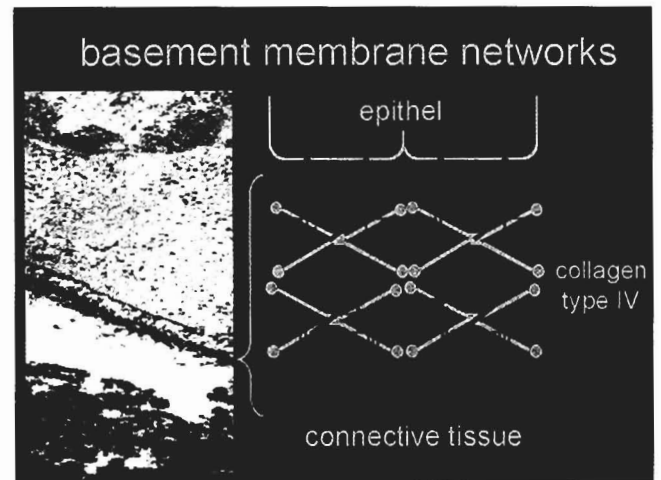 basement membrane networks
epithel
collagen
type IV
connective tissue